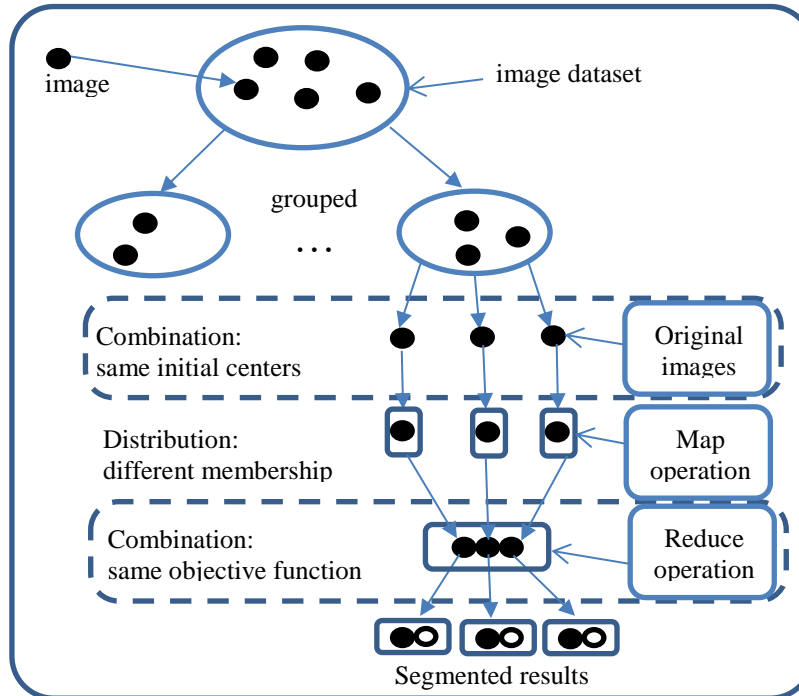 image
image dataset
grouped
...
Combination:
same initial centers
Original
images
Distribution:
different membership
Map
operation
Combination:
same objective function
Reduce
operation
Segmented results